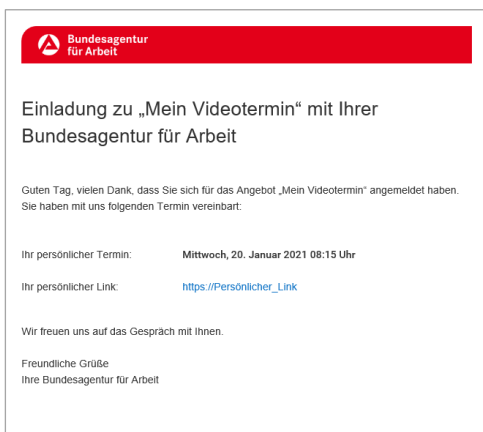 Bundesagentur
für Arbeit
Einladung zu „Mein Videotermin“ mit Ihrer
Bundesagentur für Arbeit
Guten Tag, vielen Dank, dass Sie sich für das Angebot „Mein Videotermin“ angemeldet haben.
Sie haben mit uns folgenden Termin vereinbart:
Ihr persönlicher Termin: Mittwoch, 20. Januar 2021 08:15 Uhr
Ihr persönlicher Link: https://Persönlicher_Link
Wir freuen uns auf das Gespräch mit Ihnen.
Freundliche Grüße
Ihre Bundesagentur für Arbeit